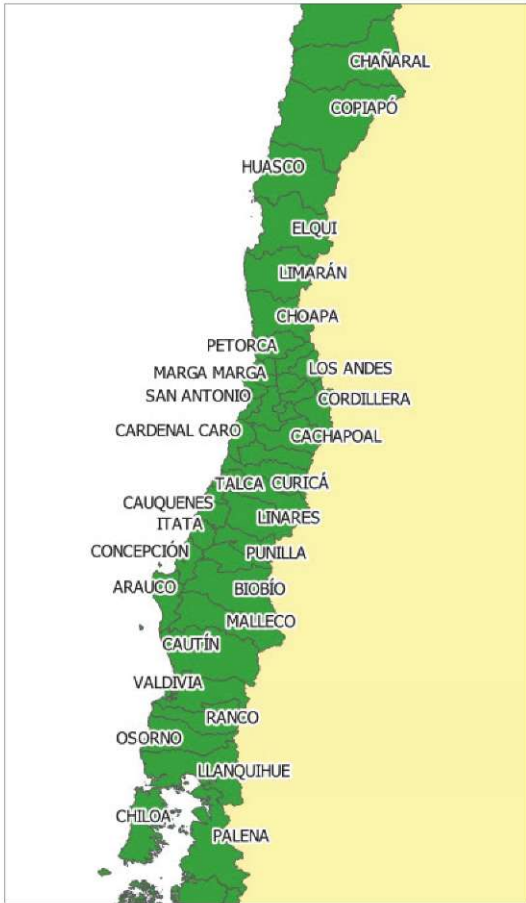 CHAÑARAL
COPIAPÓ
HUASCO
ELQUI
LIMARÁN
CHOAPA
PETORCA
LOS ANDES
MARGA MARGA
SAN ANTONIO
CORDILLERA
CARDENAL CARO
CACHAPOAL
TALCA
CURICÁ
CAUQUENES
LINARES
ITATÁ
CONCEPCIÓN
PUNILLA
ARAUCO
BIOBÍO
MALLECO
CAUTÍN
VALDIVIA
RANCO
OSORNO
LLANQUIHUE
CHILOA
PALENA